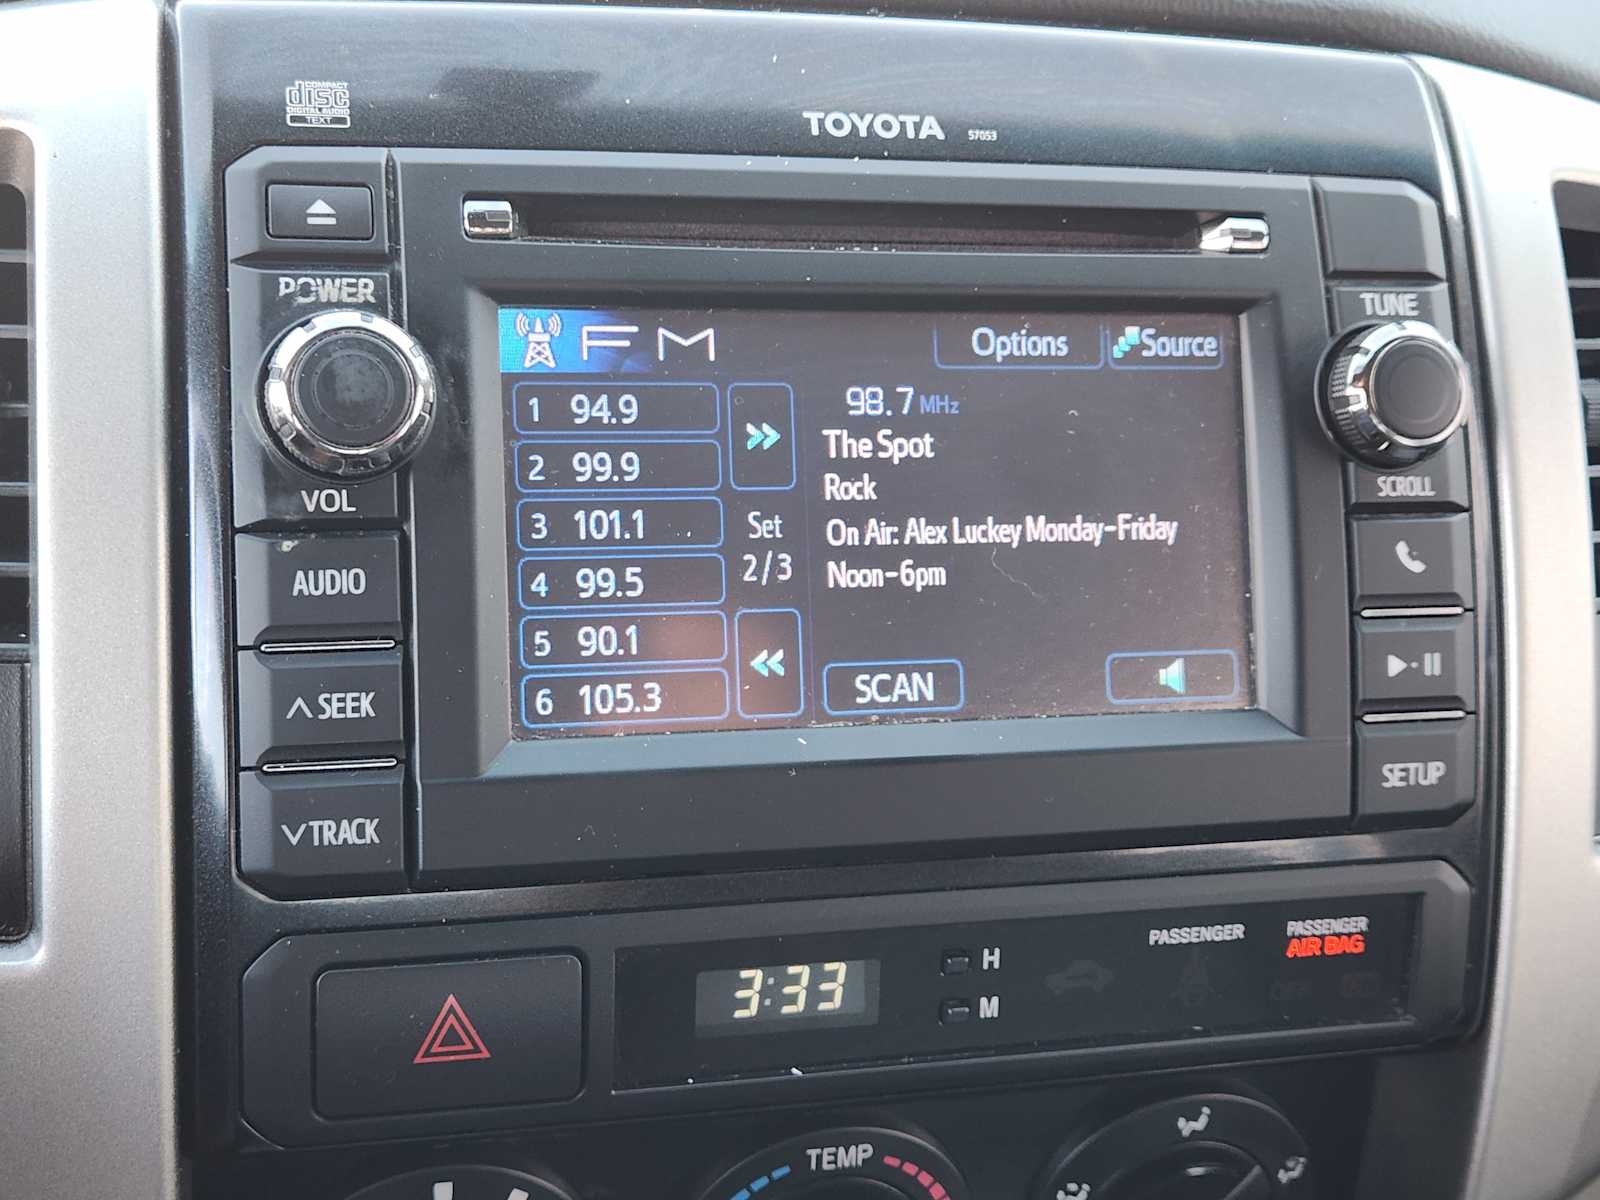 COMPACT
disc
DIGITAL AUDIO
TEXT
TOYOTA 57053
POWER
VOL
AUDIO
SEEK
TRACK
FM
Options
Source
1 94.9
2 99.9
3 101.1
4 99.5
5 90.1
6 105.3
Set
2/3
98.7 MHz
The Spot
Rock
On Air: Alex Luckey Monday-Friday
Noon-6pm
SCAN
TUNE
SCROLL
SETUP
3:33
H
M
PASSENGER
PASSENGER
AIR BAG
OFF
TEMP